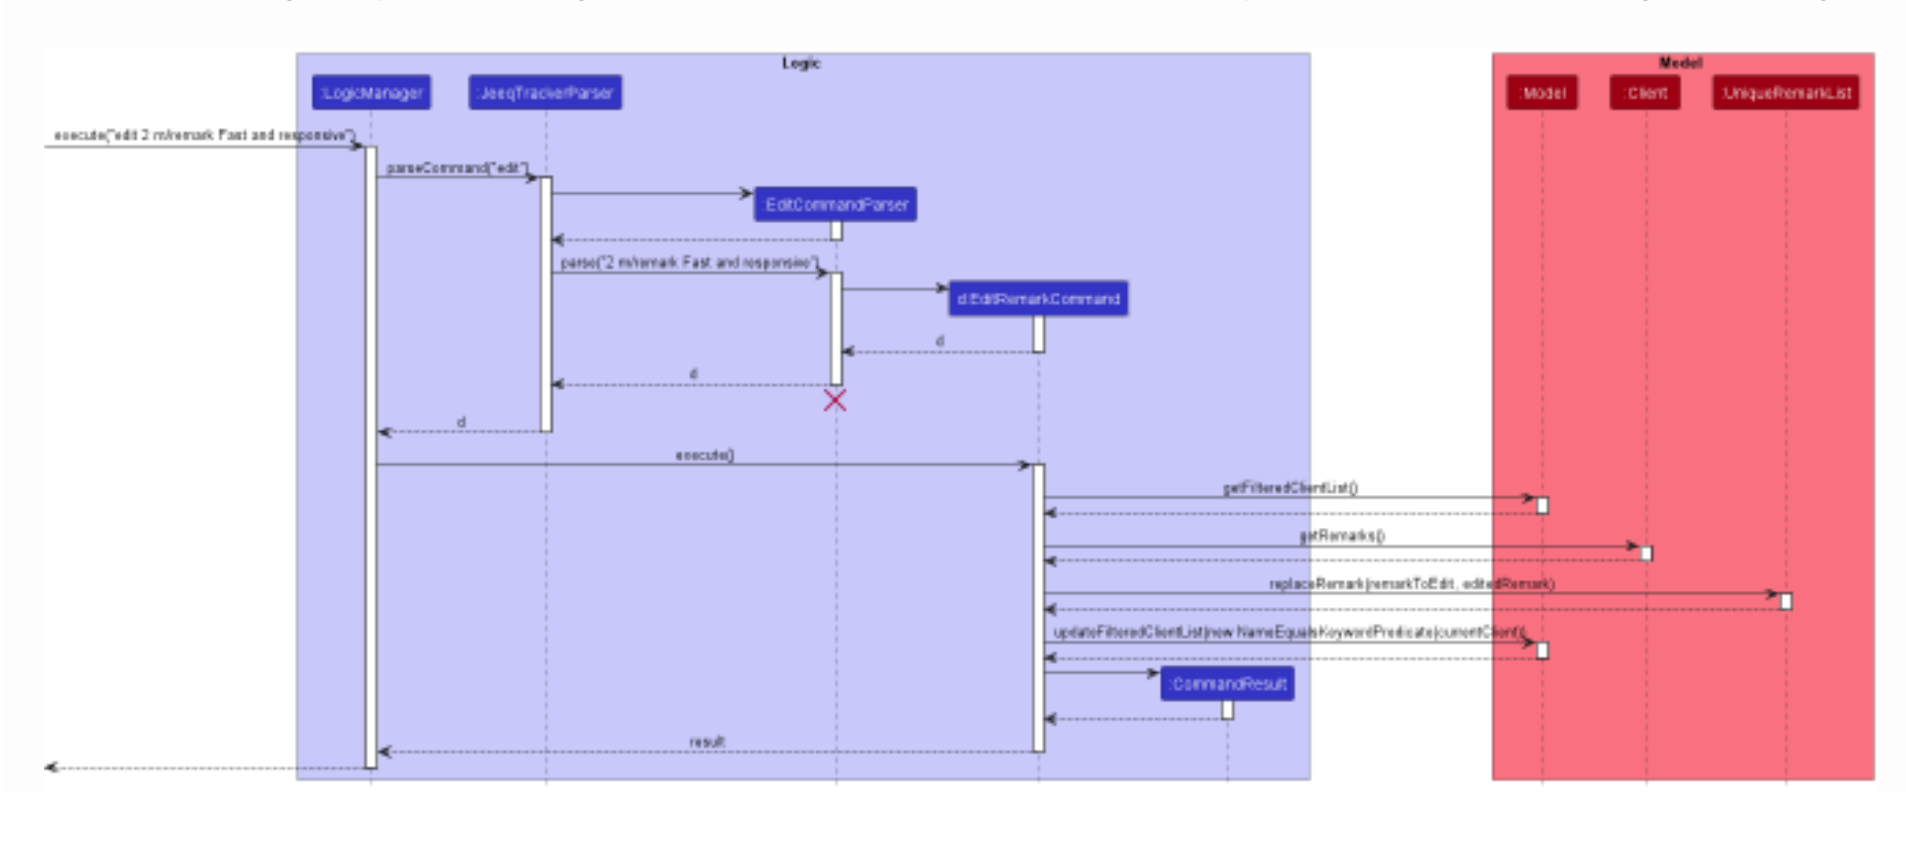 Logic
Model
:LogicManager
:JeeqTrackerParser
:Model
:Client
:UniqueRemarkList
execute("edit 2 m/remark Fast and responsive")
parseCommand("edit")
:EditCommandParser
parse("2 m/remark Fast and responsive")
d:EditRemarkCommand
d
d
d
execute()
getFilteredClientList()
getRemarks()
replaceRemark(remarkToEdit, editedRemark)
updateFilteredClientList(new NameEqualsKeywordPredicate(currentClient))
:CommandResult
result